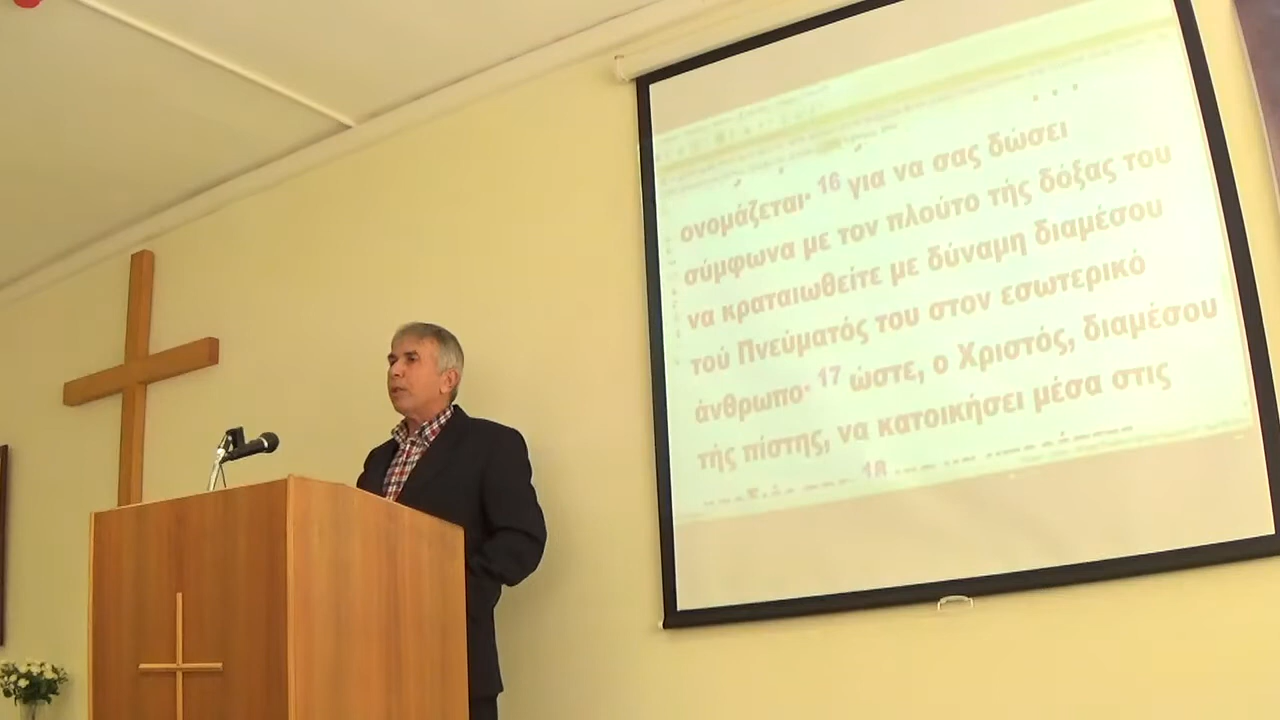 ονομάζεται· 16 για να σας δώσει
σύμφωνα με τον πλούτο τής δόξας του
να κραταιωθείτε με δύναμη διαμέσου
τού Πνεύματός του στον εσωτερικό
άνθρωπο· 17 ώστε, ο Χριστός, διαμέσου
τής πίστης, να κατοικήσει μέσα στις
18